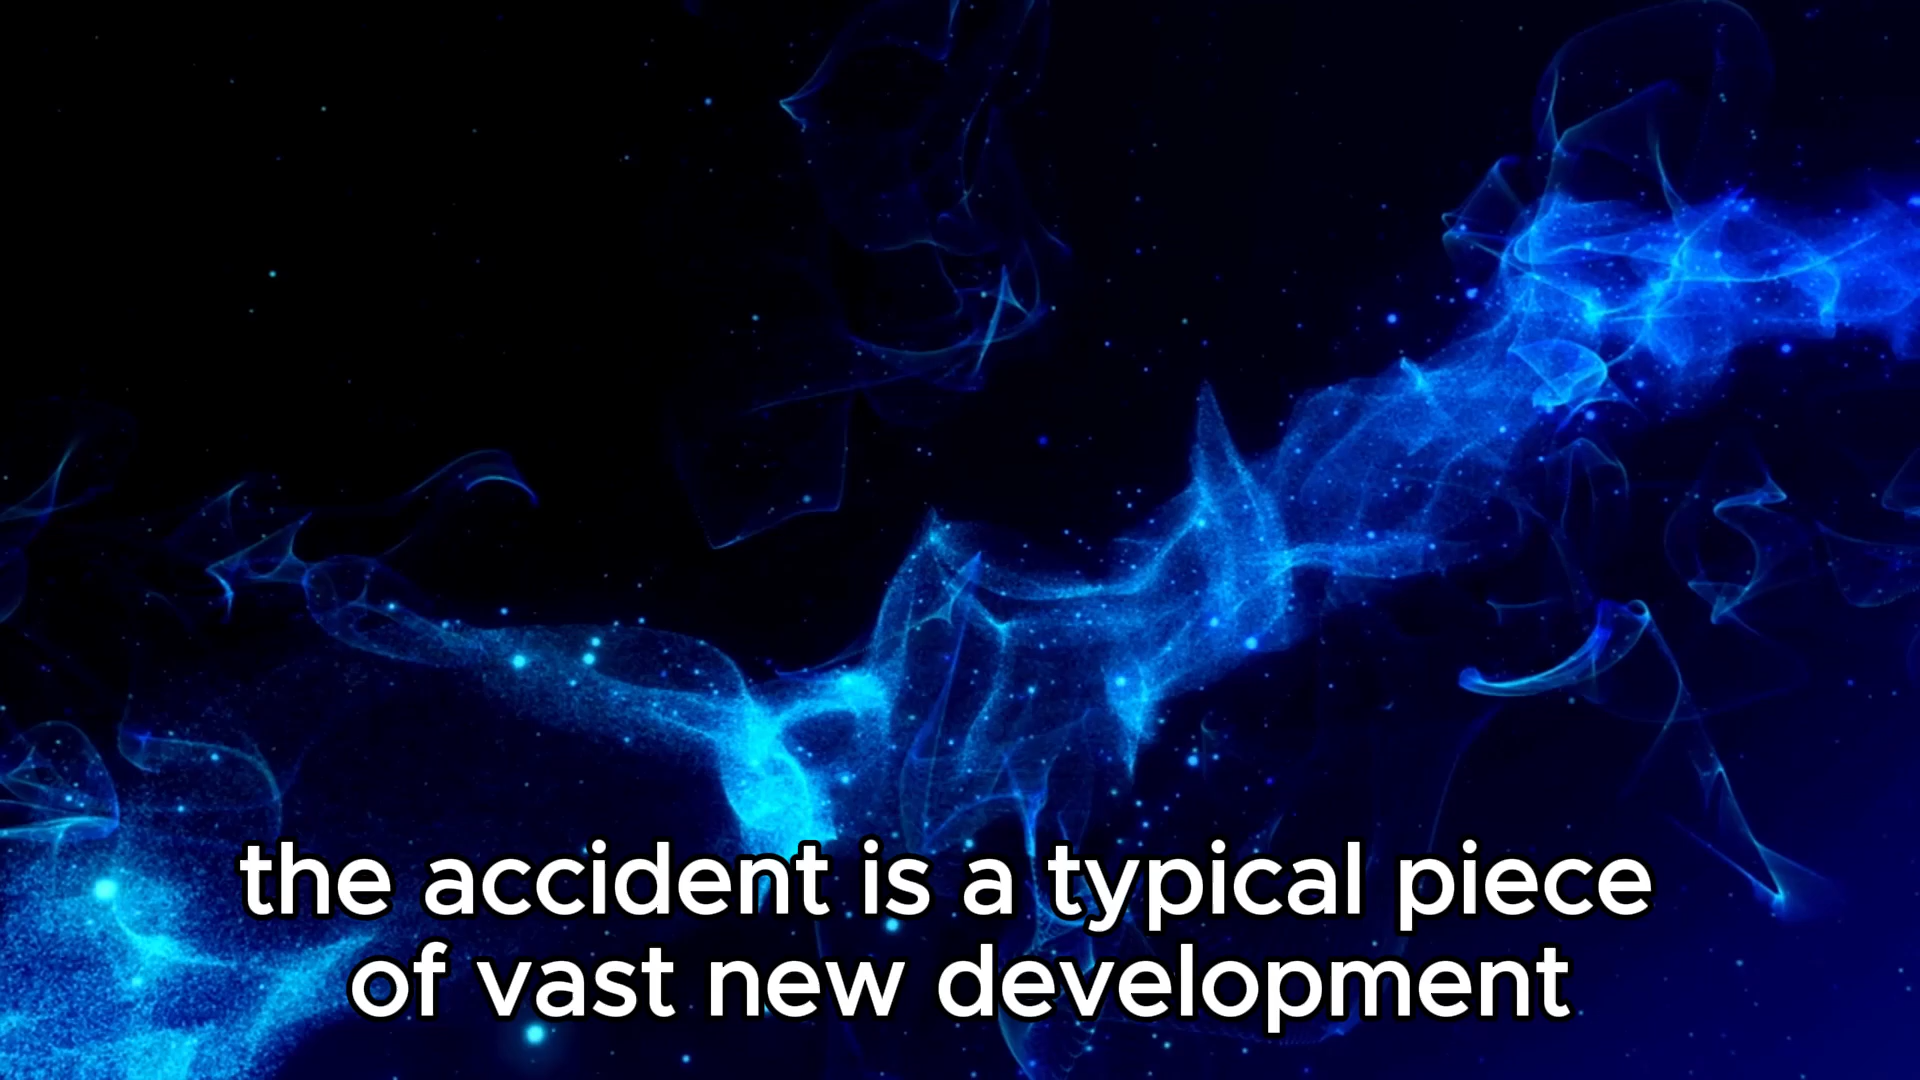 the accident is a typical piece
of vast new development